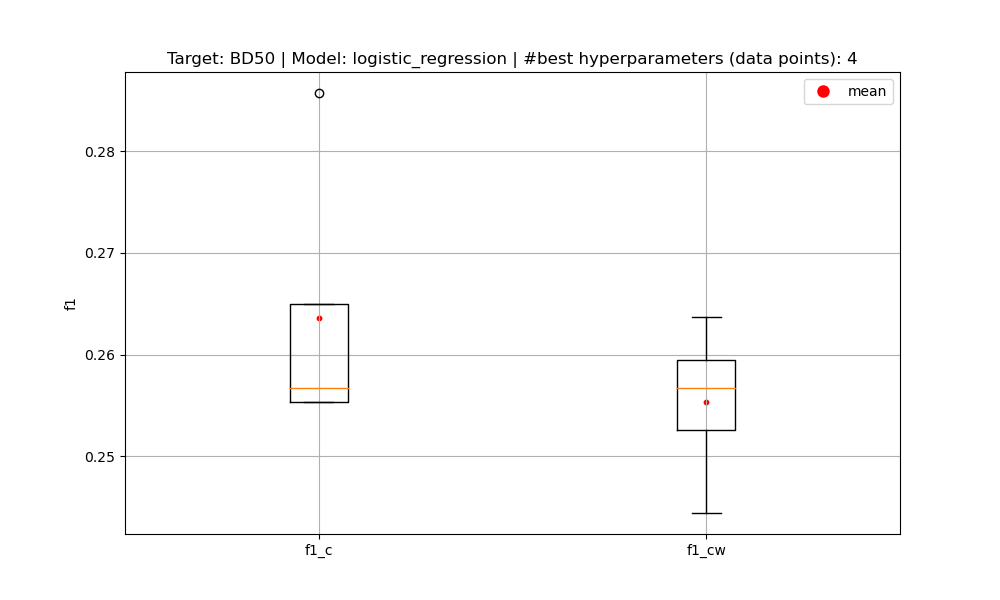 Target: BD50 | Model: logistic_regression | #best hyperparameters (data points): 4
mean
0.28
0.27
0.26
0.25
f1
f1_c
f1_cw